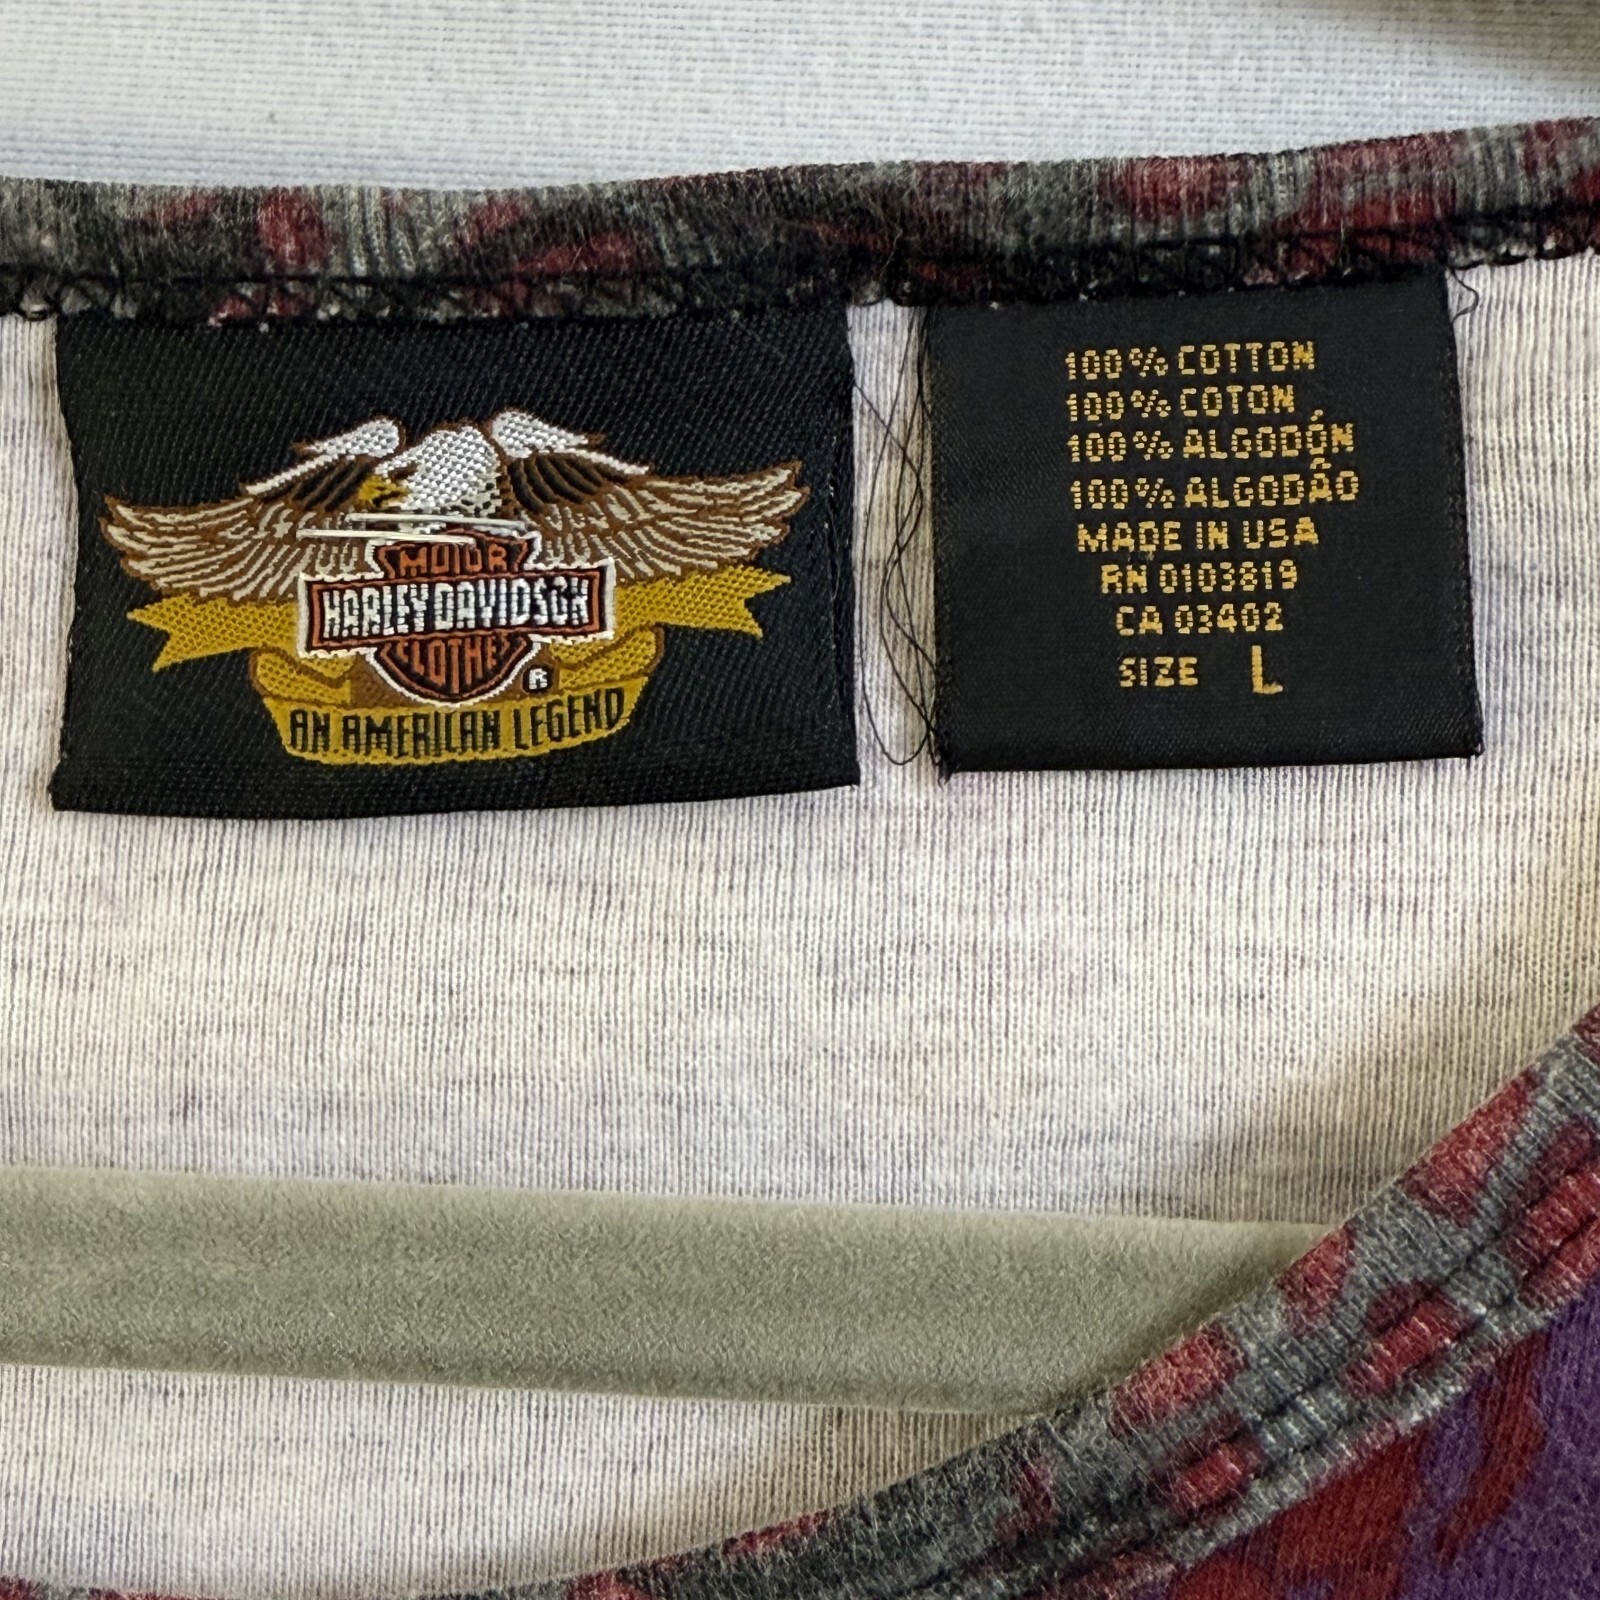 MOTOR
HARLEY-DAVIDSON
CLOTHES
®
AN AMERICAN LEGEND
100% COTTON
100% COTON
100% ALGODÓN
100% ALGODÃO
MADE IN USA
RN 0103819
CA 03402
SIZE L